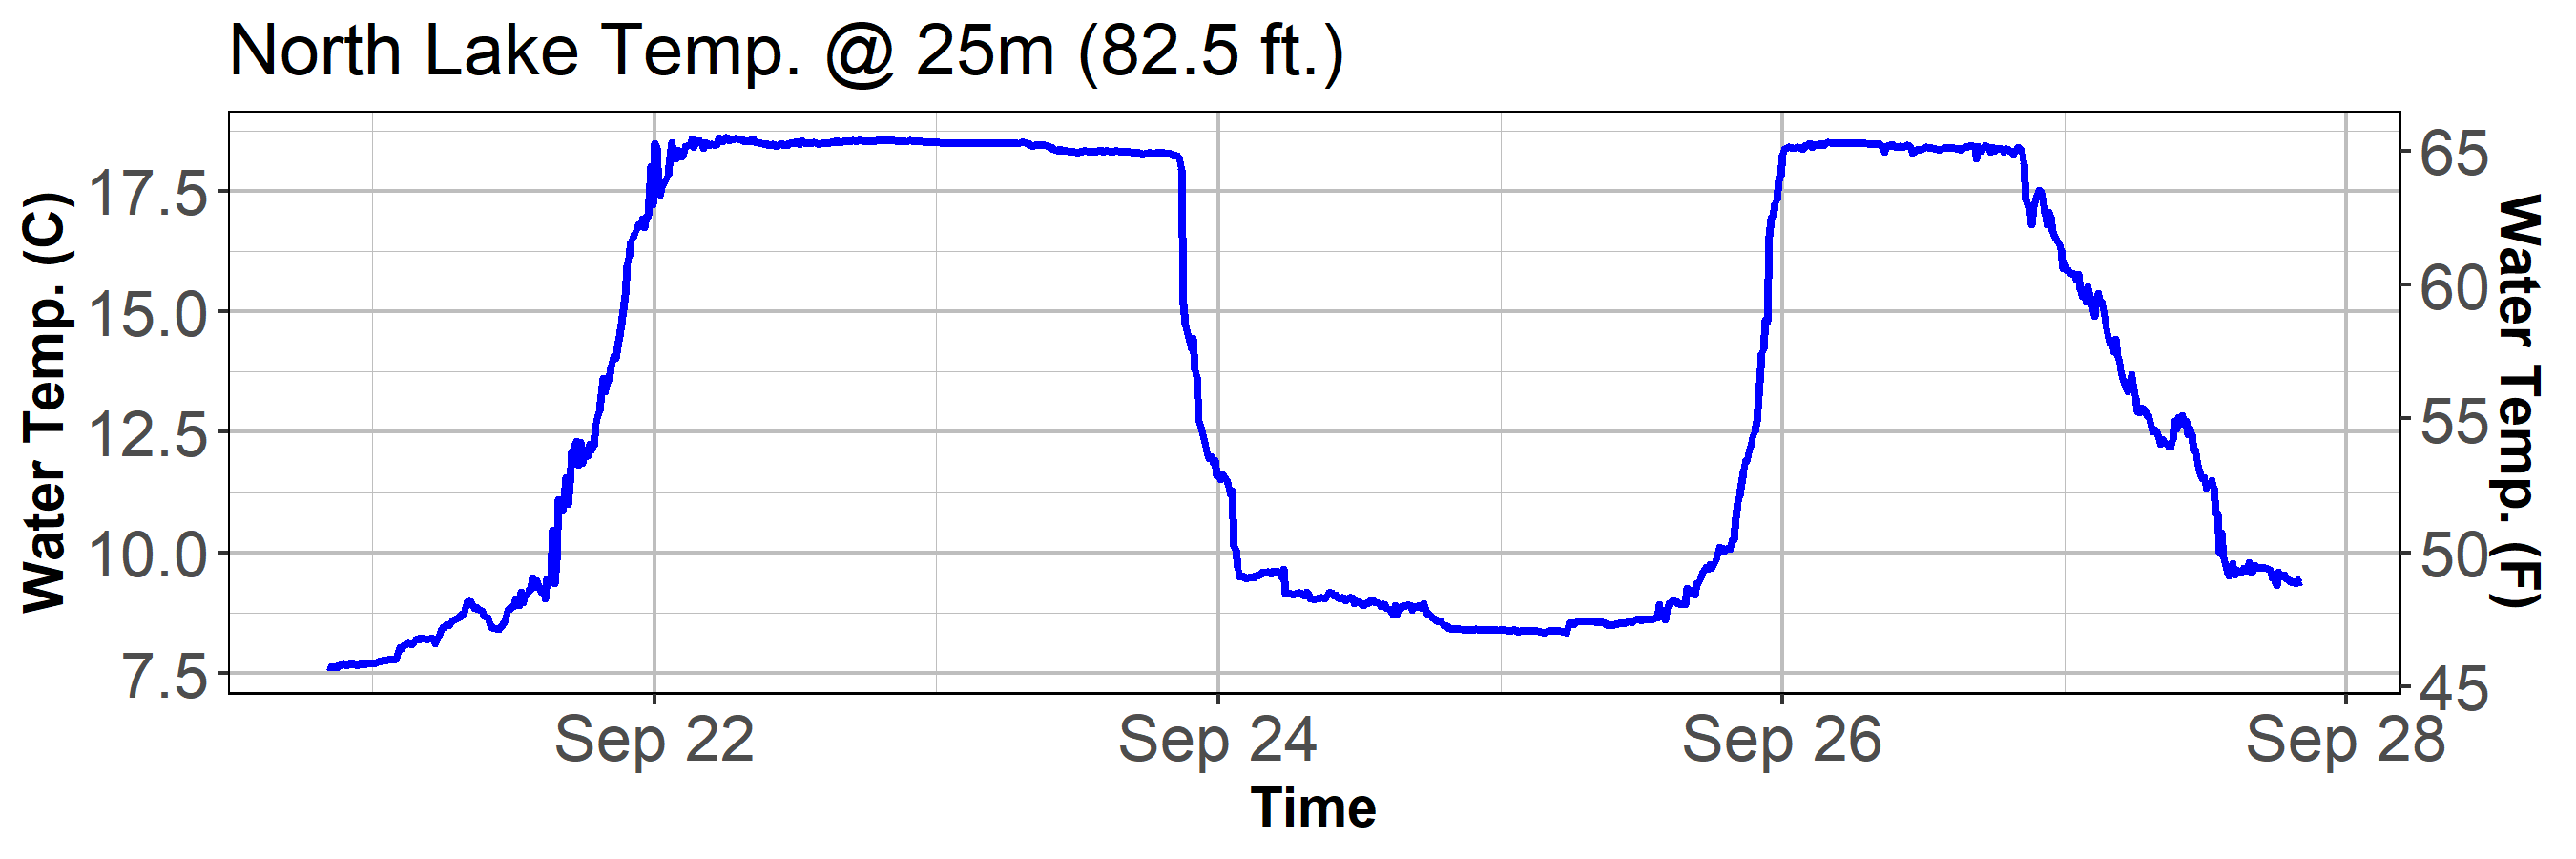 North Lake Temp. @ 25m (82.5 ft.)
Water Temp. (C)
17.5
15.0
12.5
10.0
7.5
65
60
55
50
45
Water Temp. (F)
Sep 22 Sep 24 Sep 26 Sep 28
Time